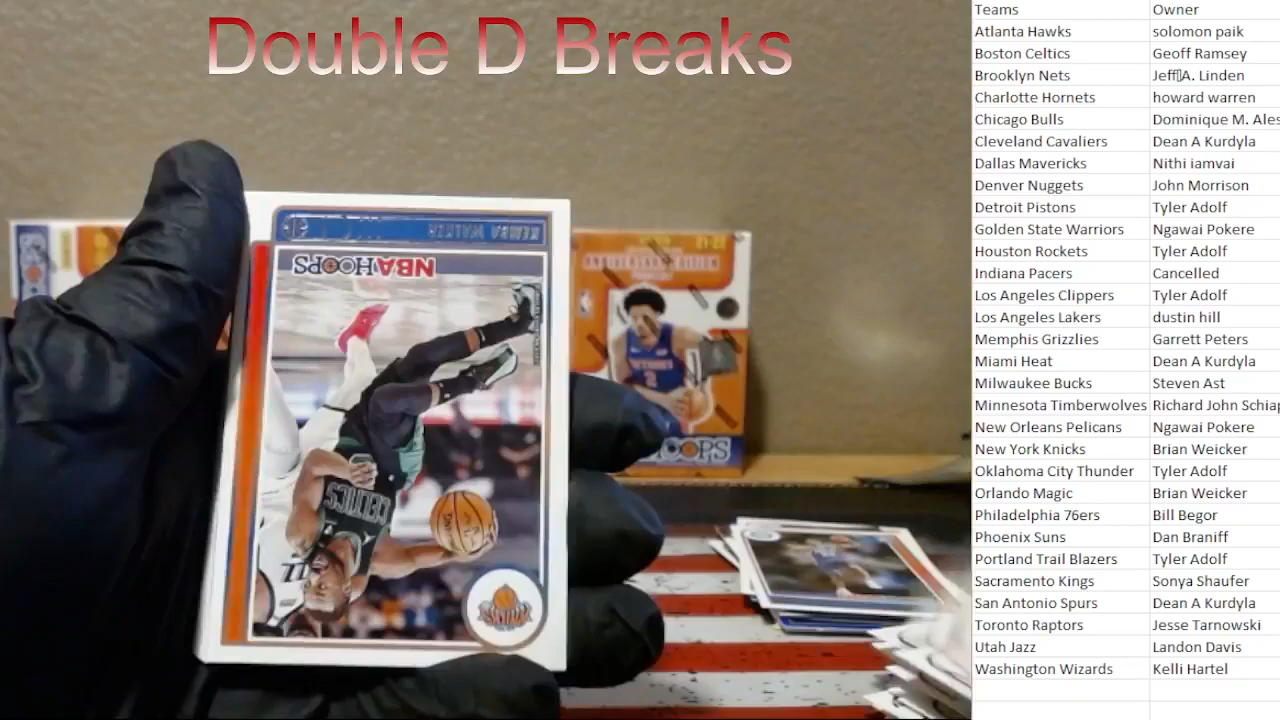 Double D Breaks
KEMBA WALKER
NBA HOOPS
CELTICS
ANNIVERSARY EDITION
HOOPS
Teams Owner
Atlanta Hawks solomon paik
Boston Celtics Geoff Ramsey
Brooklyn Nets Jeff A. Linden
Charlotte Hornets howard warren
Chicago Bulls Dominique M. Ales
Cleveland Cavaliers Dean A Kurdyla
Dallas Mavericks Nithi iamvai
Denver Nuggets John Morrison
Detroit Pistons Tyler Adolf
Golden State Warriors Ngawai Pokere
Houston Rockets Tyler Adolf
Indiana Pacers Cancelled
Los Angeles Clippers Tyler Adolf
Los Angeles Lakers dustin hill
Memphis Grizzlies Garrett Peters
Miami Heat Dean A Kurdyla
Milwaukee Bucks Steven Ast
Minnesota Timberwolves Richard John Schiap
New Orleans Pelicans Ngawai Pokere
New York Knicks Brian Weicker
Oklahoma City Thunder Tyler Adolf
Orlando Magic Brian Weicker
Philadelphia 76ers Bill Begor
Phoenix Suns Dan Braniff
Portland Trail Blazers Tyler Adolf
Sacramento Kings Sonya Shaufer
San Antonio Spurs Dean A Kurdyla
Toronto Raptors Jesse Tarnowski
Utah Jazz Landon Davis
Washington Wizards Kelli Hartel